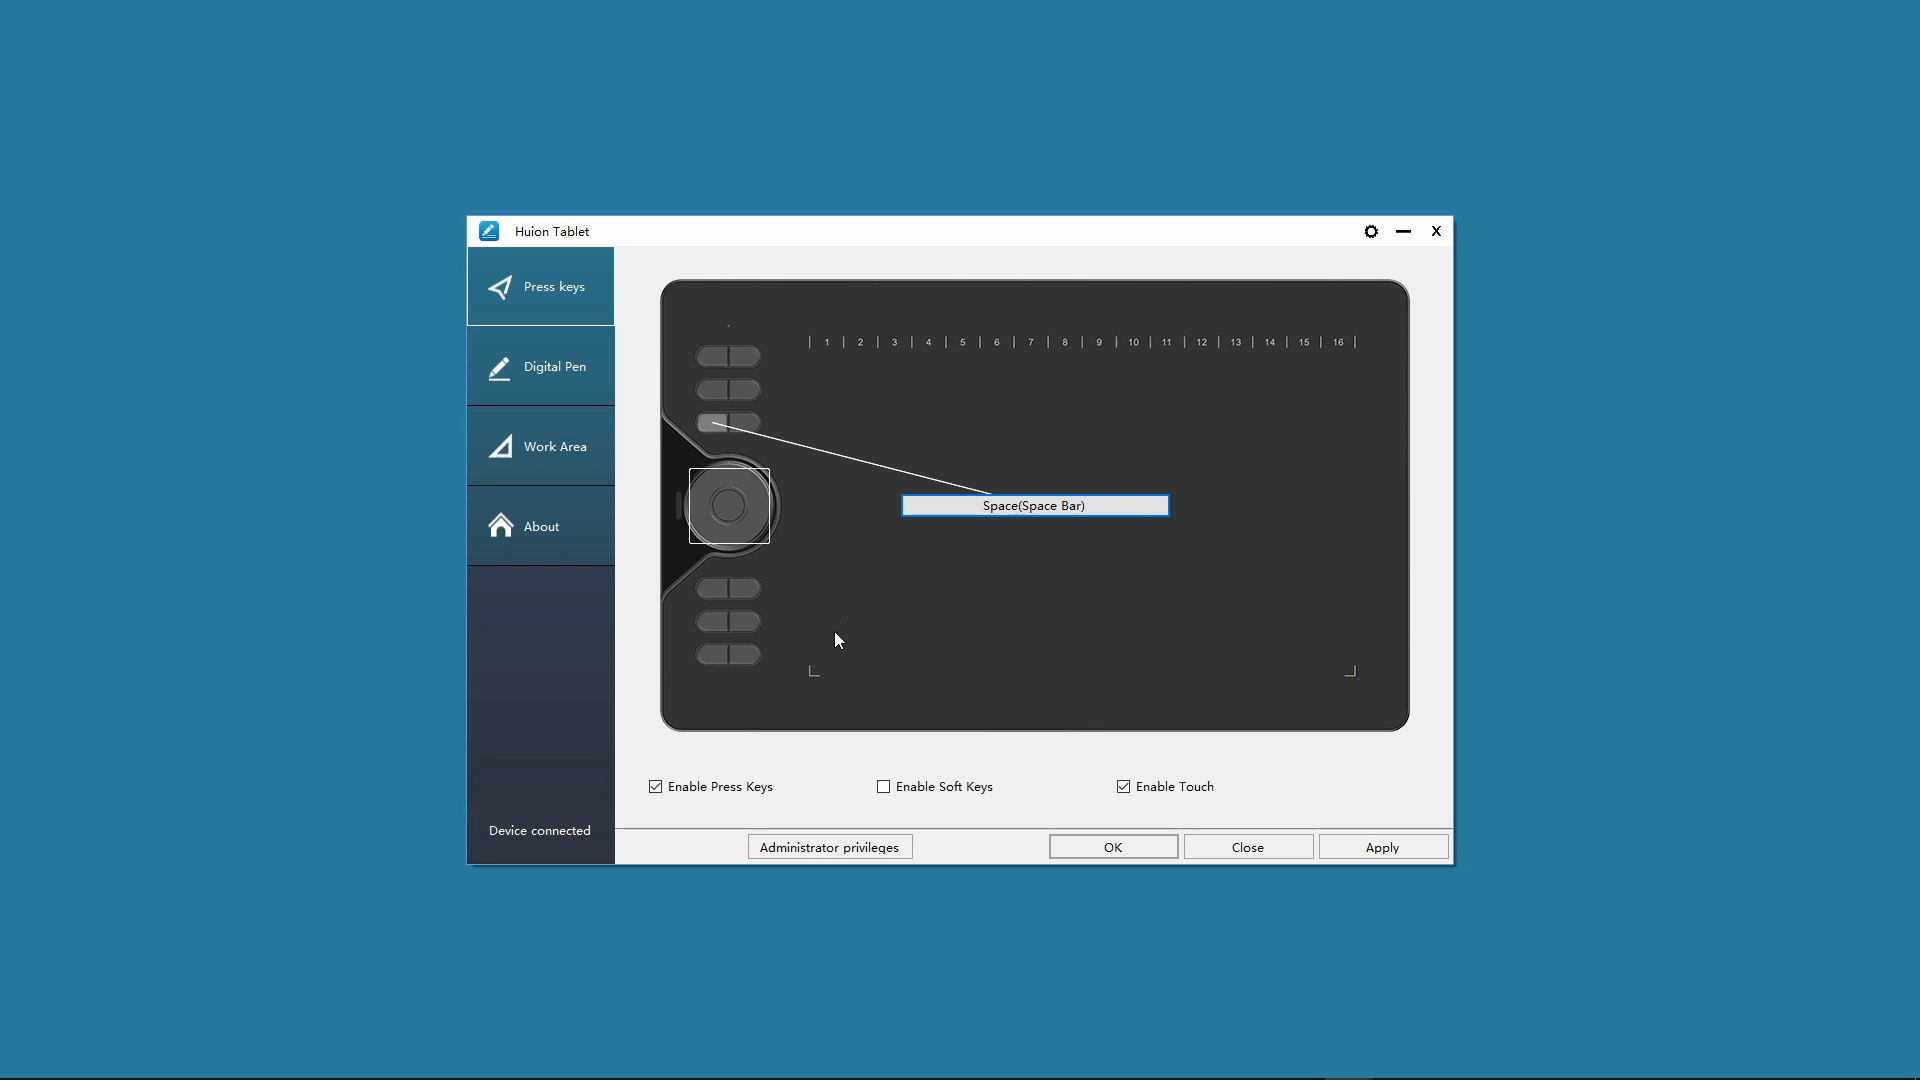 Huion Tablet
X
Press keys
Digital Pen
Work Area
About
Device connected
1 2 3 4 5 6 7 8 9 10 11 12 13 14 15 16
Space(Space Bar)
Enable Press Keys
Enable Soft Keys
Enable Touch
Administrator privileges
OK
Close
Apply